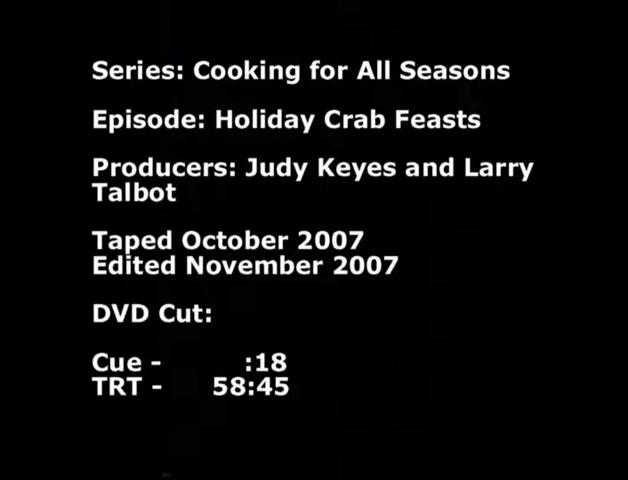 Series: Cooking for All Seasons
Episode: Holiday Crab Feasts
Producers: Judy Keyes and Larry
Talbot
Taped October 2007
Edited November 2007
DVD Cut:
Cue - :18
TRT - 58:45